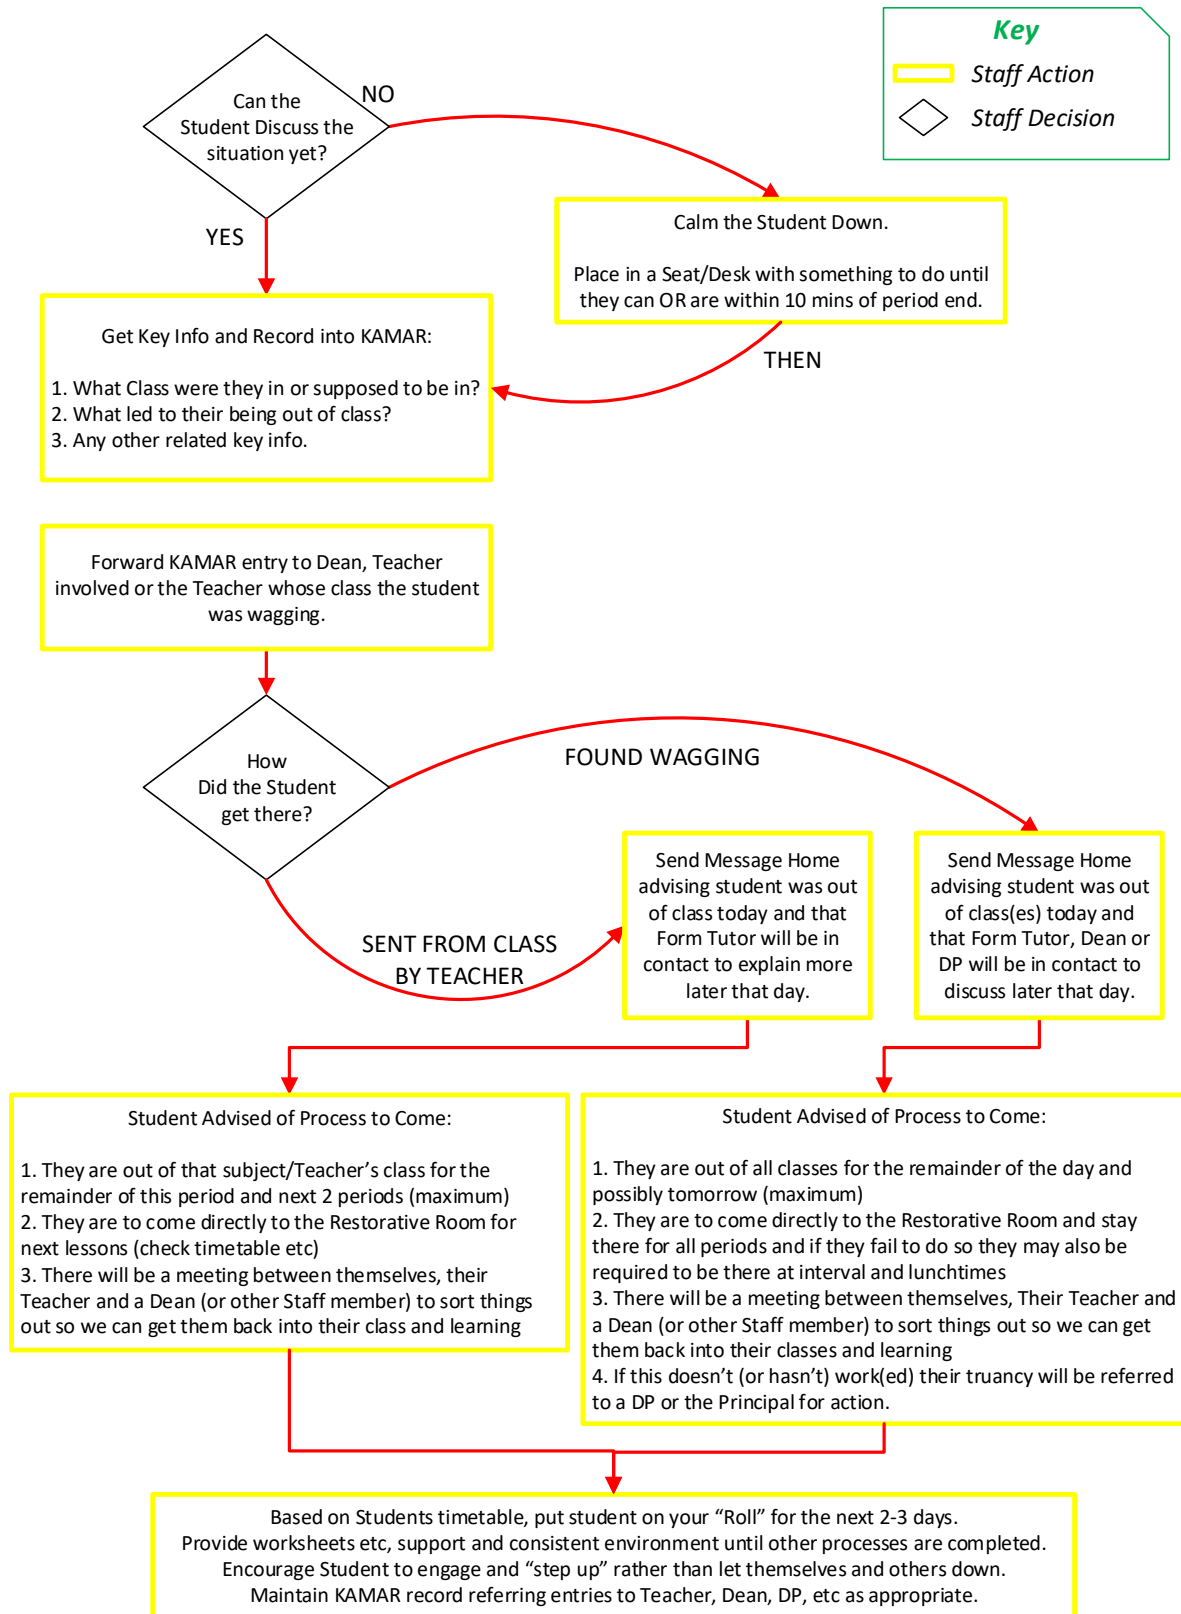 Key
Staff Action
Staff Decision
Can the
Student Discuss the
situation yet?
NO
YES
Calm the Student Down.
Place in a Seat/Desk with something to do until
they can OR are within 10 mins of period end.
THEN
Get Key Info and Record into KAMAR:
1. What Class were they in or supposed to be in?
2. What led to their being out of class?
3. Any other related key info.
Forward KAMAR entry to Dean, Teacher
involved or the Teacher whose class the student
was wagging.
How
Did the Student
get there?
FOUND WAGGING
SENT FROM CLASS
BY TEACHER
Send Message Home
advising student was out
of class today and that
Form Tutor will be in
contact to explain more
later that day.
Send Message Home
advising student was out
of class(es) today and
that Form Tutor, Dean or
DP will be in contact to
discuss later that day.
Student Advised of Process to Come:
1. They are out of that subject/Teacher’s class for the
remainder of this period and next 2 periods (maximum)
2. They are to come directly to the Restorative Room for
next lessons (check timetable etc)
3. There will be a meeting between themselves, their
Teacher and a Dean (or other Staff member) to sort things
out so we can get them back into their class and learning
Student Advised of Process to Come:
1. They are out of all classes for the remainder of the day and
possibly tomorrow (maximum)
2. They are to come directly to the Restorative Room and stay
there for all periods and if they fail to do so they may also be
required to be there at interval and lunchtimes
3. There will be a meeting between themselves, Their Teacher and
a Dean (or other Staff member) to sort things out so we can get
them back into their classes and learning
4. If this doesn’t (or hasn’t) work(ed) their truancy will be referred
to a DP or the Principal for action.
Based on Students timetable, put student on your “Roll” for the next 2-3 days.
Provide worksheets etc, support and consistent environment until other processes are completed.
Encourage Student to engage and “step up” rather than let themselves and others down.
Maintain KAMAR record referring entries to Teacher, Dean, DP, etc as appropriate.